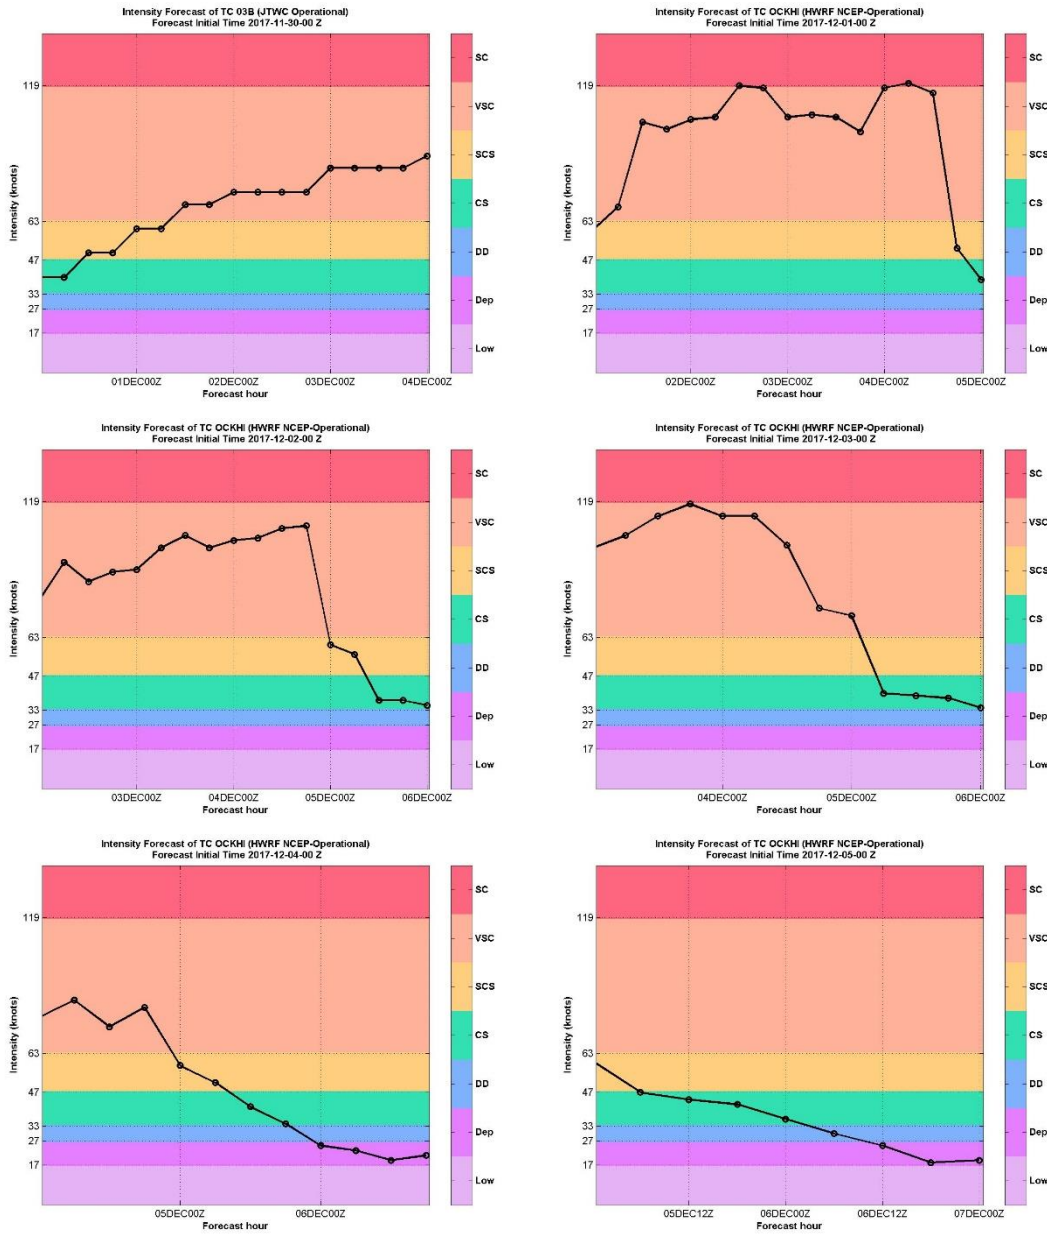 Intensity Forecast of TC 03B (JTWC Operational)
Forecast Initial Time 2017-11-30-00 Z
119
63
47
33
27
17
Intensity (knots)
01DEC00Z 02DEC00Z 03DEC00Z 04DEC00Z
Forecast hour
SC
VSC
SCS
CS
DD
Dep
Low
Intensity Forecast of TC OCKHI (HWRF NCEP-Operational)
Forecast Initial Time 2017-12-01-00 Z
119
63
47
33
27
17
Intensity (knots)
02DEC00Z 03DEC00Z 04DEC00Z 05DEC00Z
Forecast hour
SC
VSC
SCS
CS
DD
Dep
Low
Intensity Forecast of TC OCKHI (HWRF NCEP-Operational)
Forecast Initial Time 2017-12-02-00 Z
119
63
47
33
27
17
Intensity (knots)
03DEC00Z 04DEC00Z 05DEC00Z 06DEC00Z
Forecast hour
SC
VSC
SCS
CS
DD
Dep
Low
Intensity Forecast of TC OCKHI (HWRF NCEP-Operational)
Forecast Initial Time 2017-12-03-00 Z
119
63
47
33
27
17
Intensity (knots)
04DEC00Z 05DEC00Z 06DEC00Z
Forecast hour
SC
VSC
SCS
CS
DD
Dep
Low
Intensity Forecast of TC OCKHI (HWRF NCEP-Operational)
Forecast Initial Time 2017-12-04-00 Z
119
63
47
33
27
17
Intensity (knots)
05DEC00Z 06DEC00Z
Forecast hour
SC
VSC
SCS
CS
DD
Dep
Low
Intensity Forecast of TC OCKHI (HWRF NCEP-Operational)
Forecast Initial Time 2017-12-05-00 Z
119
63
47
33
27
17
Intensity (knots)
05DEC12Z 06DEC00Z 06DEC12Z 07DEC00Z
Forecast hour
SC
VSC
SCS
CS
DD
Dep
Low